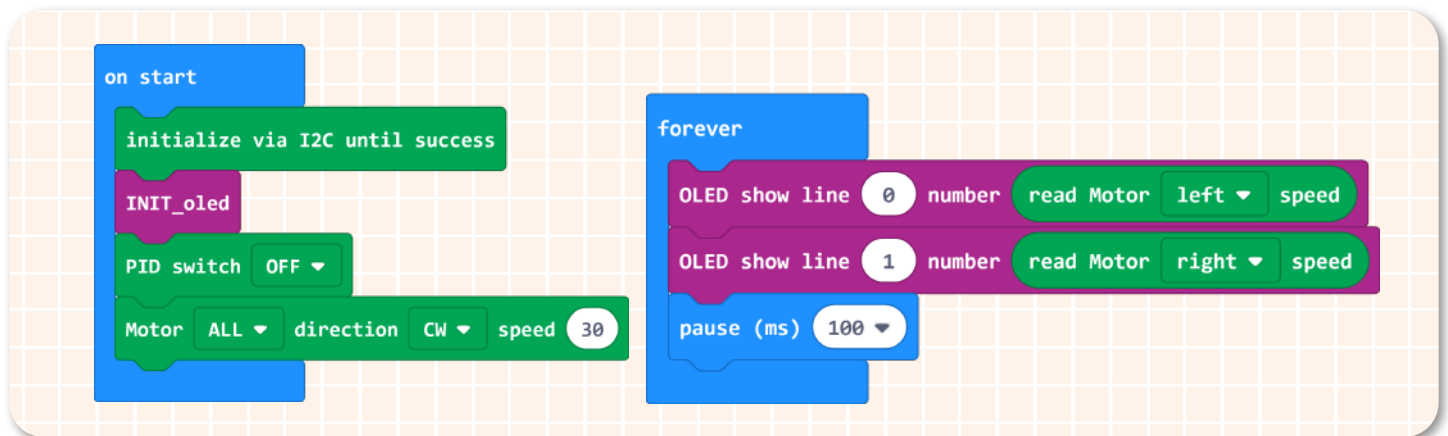 on start
initialize via I2C until success
INIT_oled
PID switch OFF
Motor ALL direction CW speed 30
forever
OLED show line 0 number read Motor left speed
OLED show line 1 number read Motor right speed
pause (ms) 100